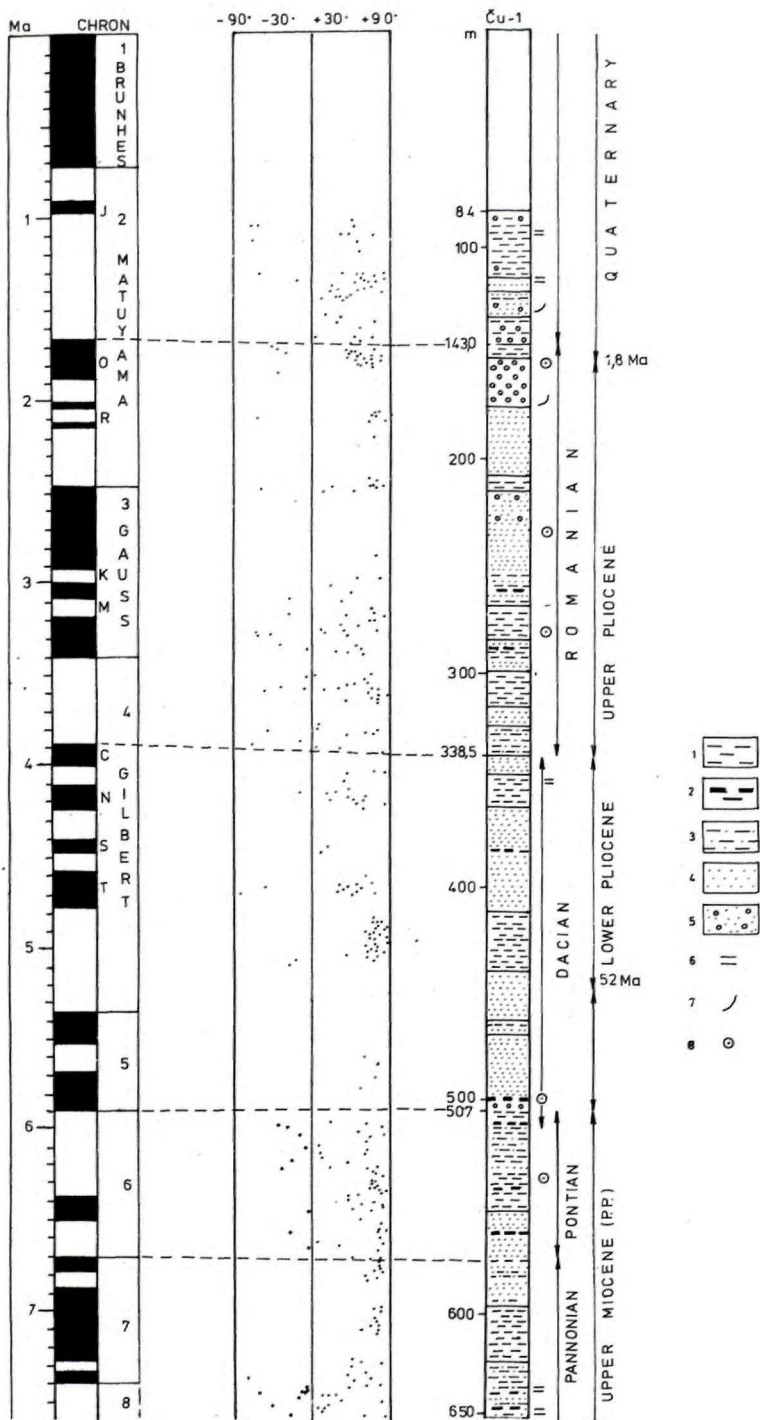 Ma CHRON -90° -30° +30° +90° Ču-1
m
1 BRUNHES
J
2 MATUYAMA
O
R
3 GAUSS
K
M
4 GILBERT
C
N
S
T
5
6
7
8
1
2
3
4
5
6
7
84
100
1430
200
300
338,5
400
500
507
600
650
ROMANIAN
DACIAN
PONTIAN
PANNONIAN
QUATERNARY
1,8 Ma
UPPER PLIOCENE
LOWER PLIOCENE
52 Ma
UPPER MIOCENE (P.P.)
1
2
3
4
5
6
7
8